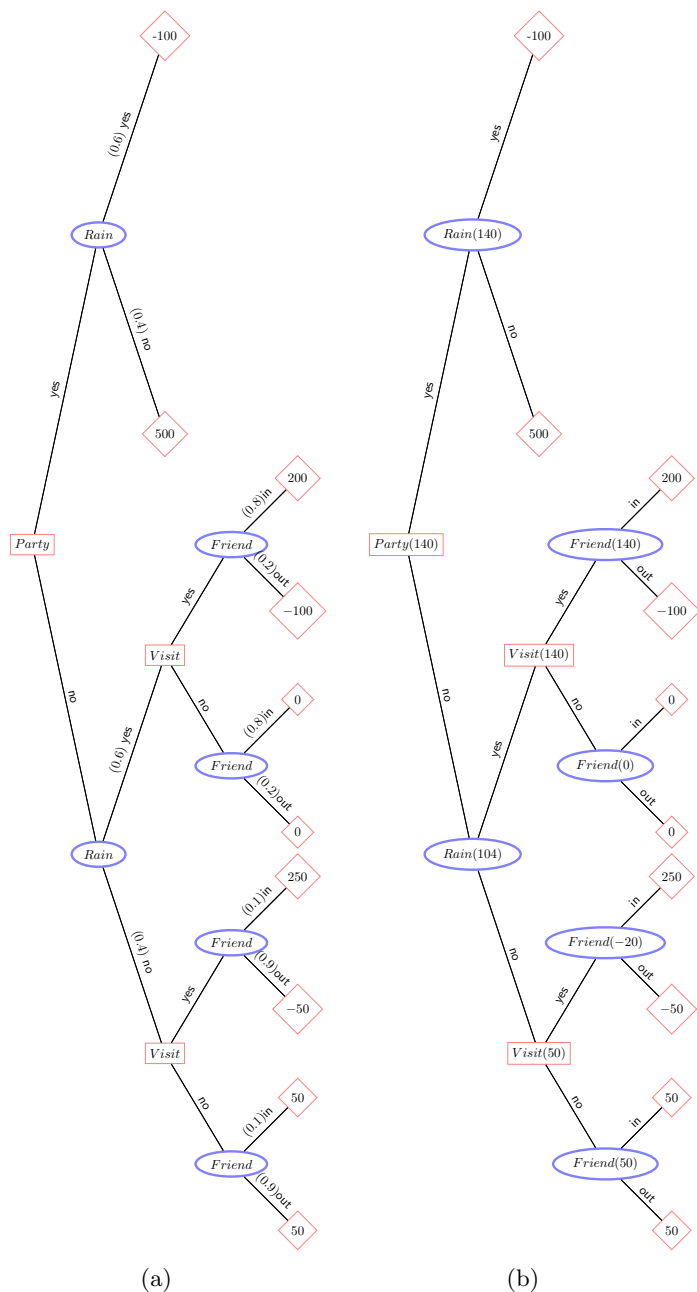 -100
(0.6) yes
Rain
(0.4) no
yes
500
200
(0.8)in
Party
Friend
(0.2)out
−100
yes
Visit
no
no
0
(0.8)in
(0.6) yes
Friend
(0.2)out
0
Rain
250
(0.1)in
(0.4) no
Friend
(0.9)out
−50
yes
Visit
no
50
(0.1)in
Friend
(0.9)out
50
(a)
-100
yes
Rain(140)
no
yes
500
200
in
Party(140)
Friend(140)
out
−100
yes
Visit(140)
no
no
0
in
yes
Friend(0)
out
0
Rain(104)
250
in
no
Friend(−20)
out
−50
yes
Visit(50)
no
50
in
Friend(50)
out
50
(b)